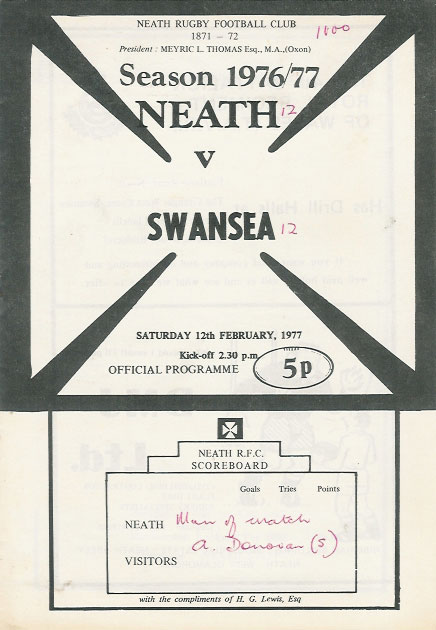 NEATH RUGBY FOOTBALL CLUB
1871 - 72
1000
President : MEYRIC L. THOMAS Esq., M.A.,(Oxon)
Season 1976/77
NEATH 12
v
SWANSEA 12
SATURDAY 12th FEBRUARY, 1977
Kick-off 2.30 p.m.
OFFICIAL PROGRAMME 5p
NEATH R.F.C.
SCOREBOARD
Goals Tries Points
NEATH Man of match
A. Donovan (S)
VISITORS
with the compliments of H. G. Lewis, Esq